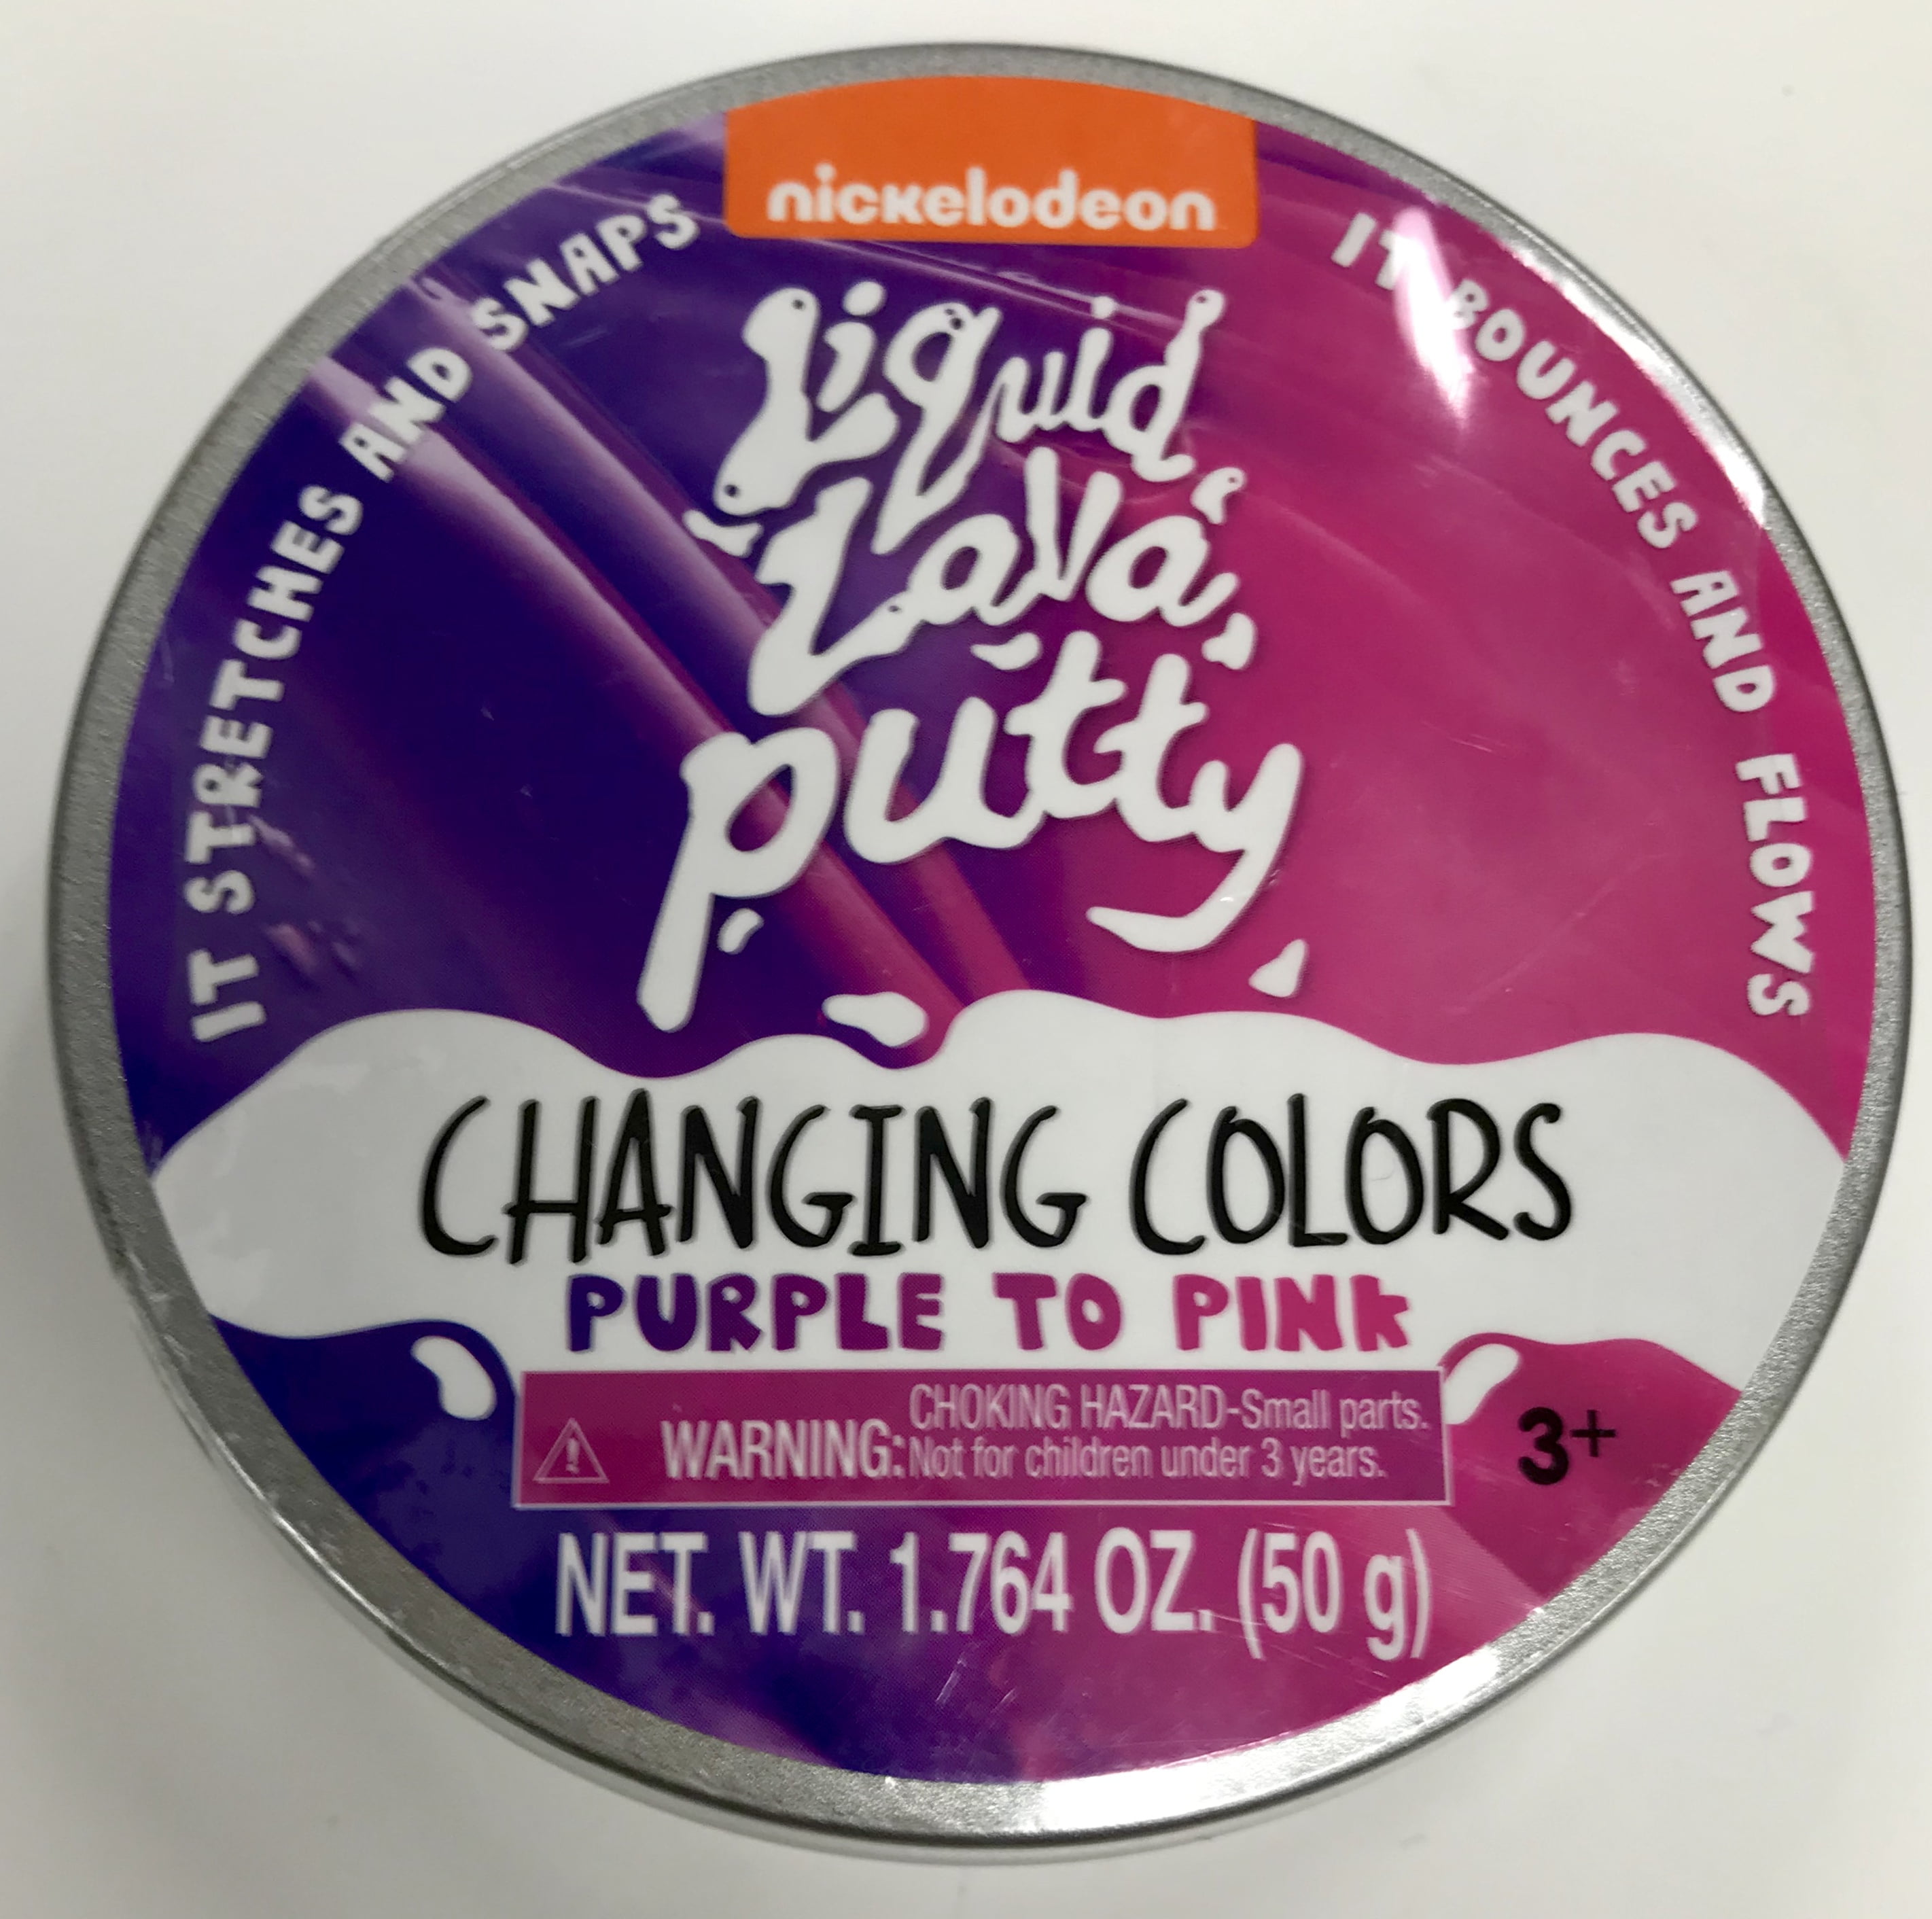 nickelodeon
IT STRETCHES AND SNAPS
IT BOUNCES AND FLOWS
Liquid
Lava
putty
CHANGING COLORS
PURPLE TO PINK
WARNING: CHOKING HAZARD-Small parts.
Not for children under 3 years.
3+
NET. WT. 1.764 OZ. (50 g)